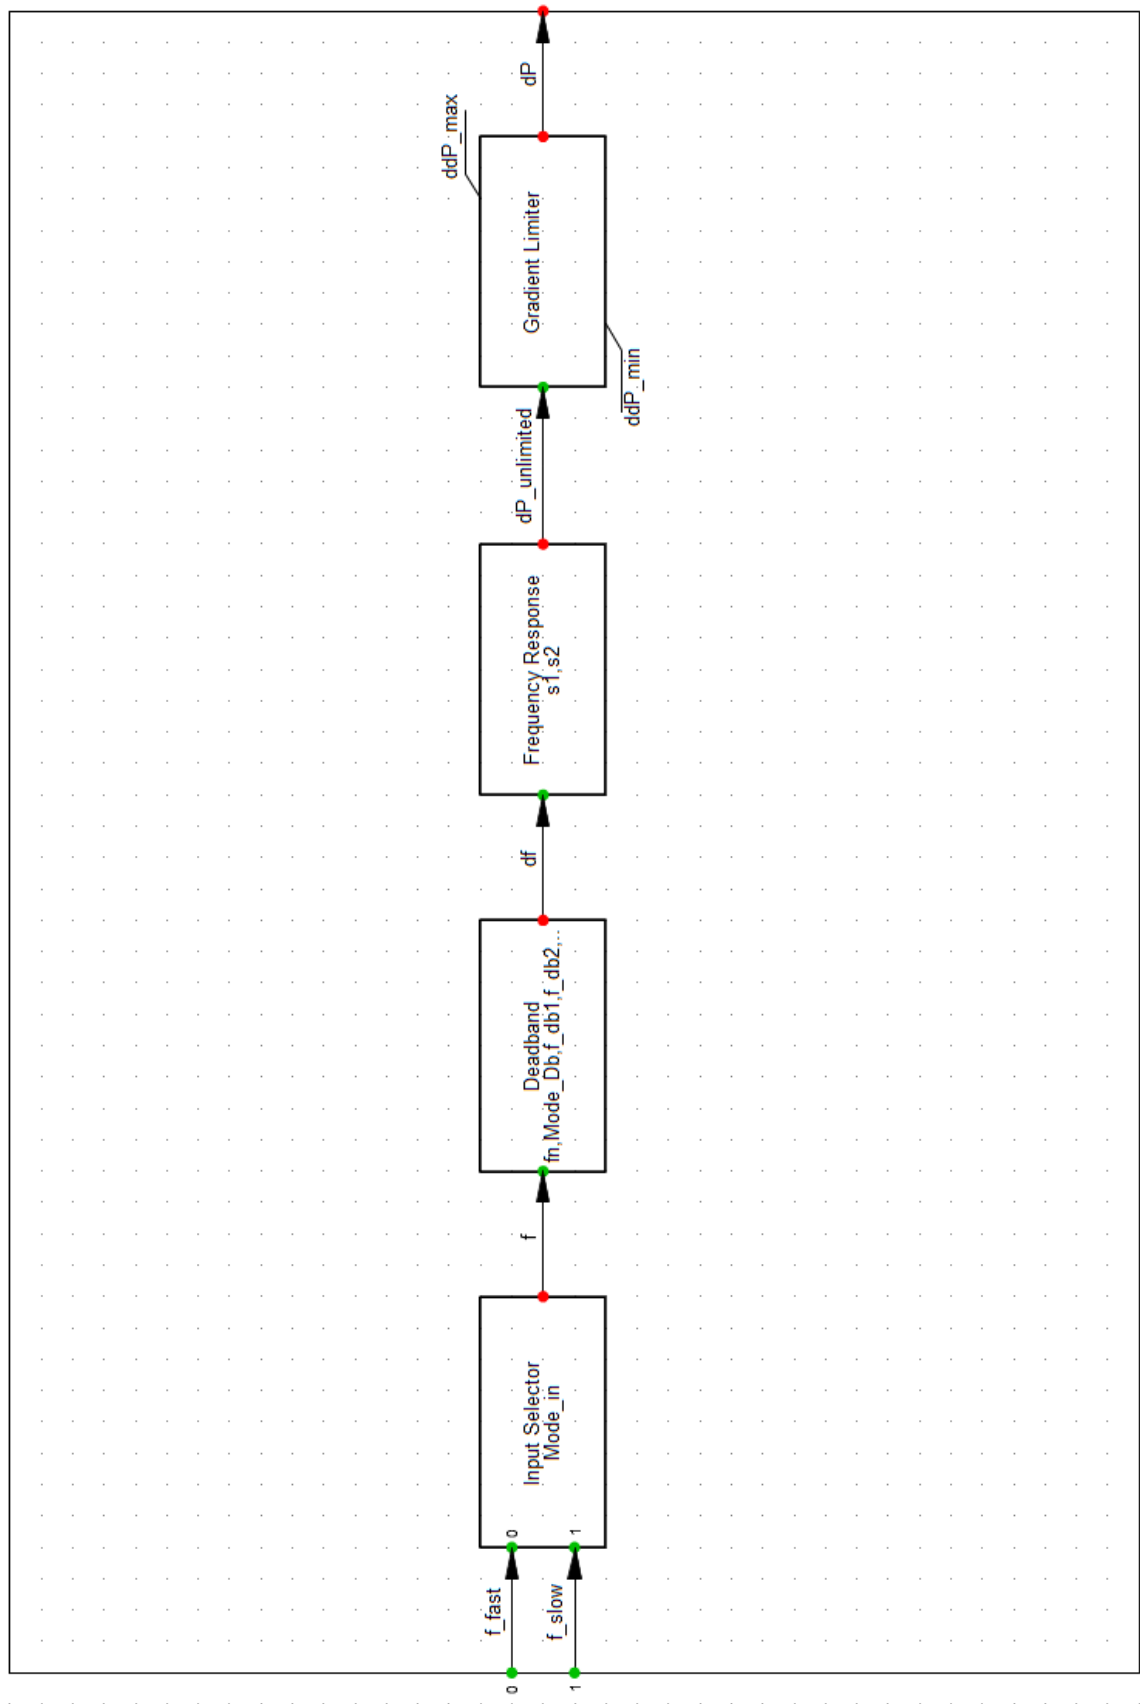 0
1
f_fast
f_slow
0
1
Input Selector
Mode_in
f
Deadband
fn,Mode_Db,f_db1,f_db2,..
df
Frequency Response
s1,s2
dP_unlimited
ddP_max
Gradient Limiter
ddP_min
dP